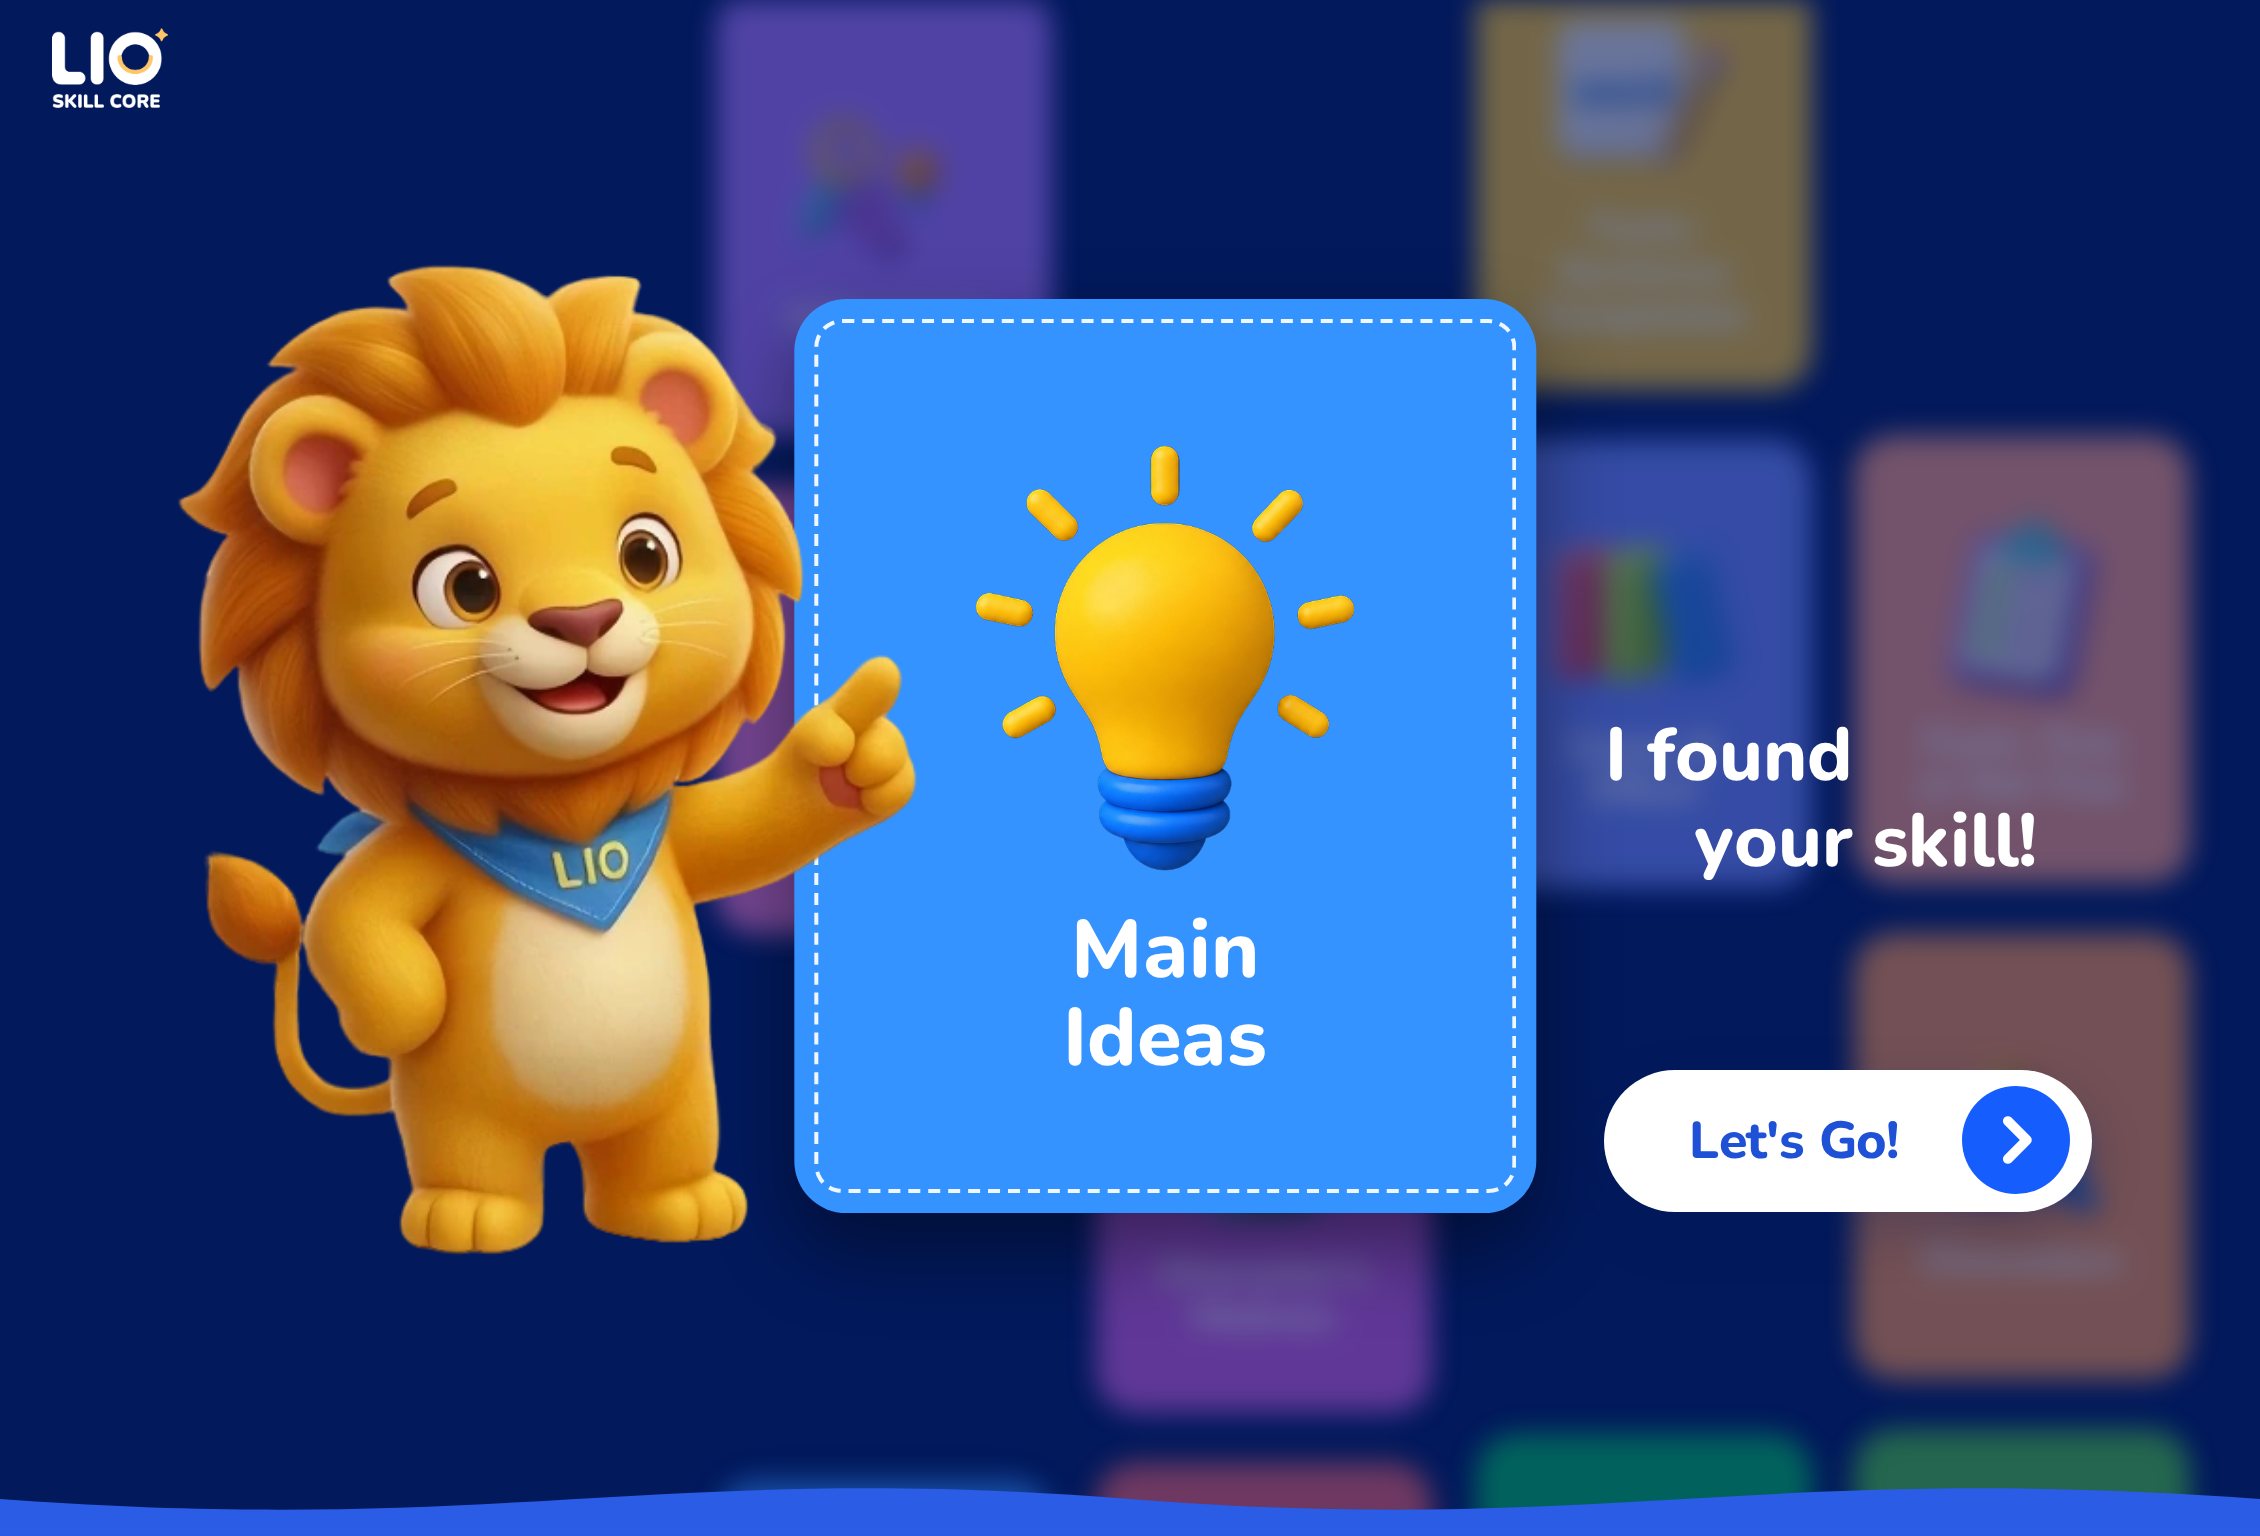 LIO
SKILL CORE
LIO
Main
Ideas
I found
your skill!
Let's Go!